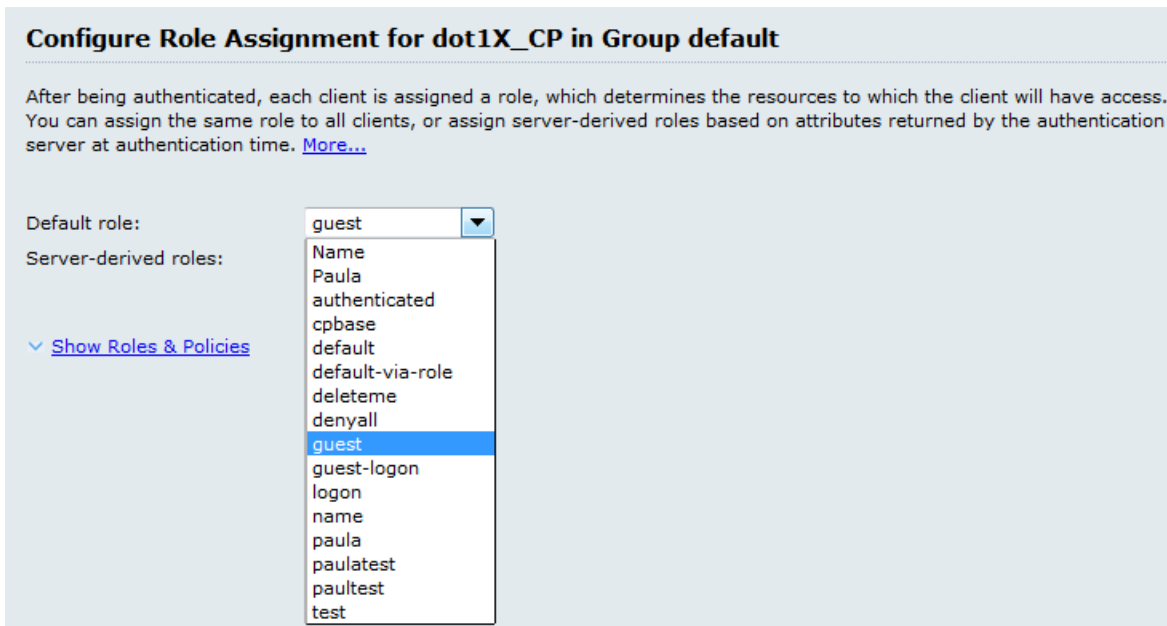 Configure Role Assignment for dot1X_CP in Group default
After being authenticated, each client is assigned a role, which determines the resources to which the client will have access.
You can assign the same role to all clients, or assign server-derived roles based on attributes returned by the authentication
server at authentication time. More...
Default role:
guest
Server-derived roles:
Name
Paula
authenticated
cpbase
default
default-via-role
deleteme
denyall
guest
guest-logon
logon
name
paula
paulatest
paultest
test
Show Roles & Policies